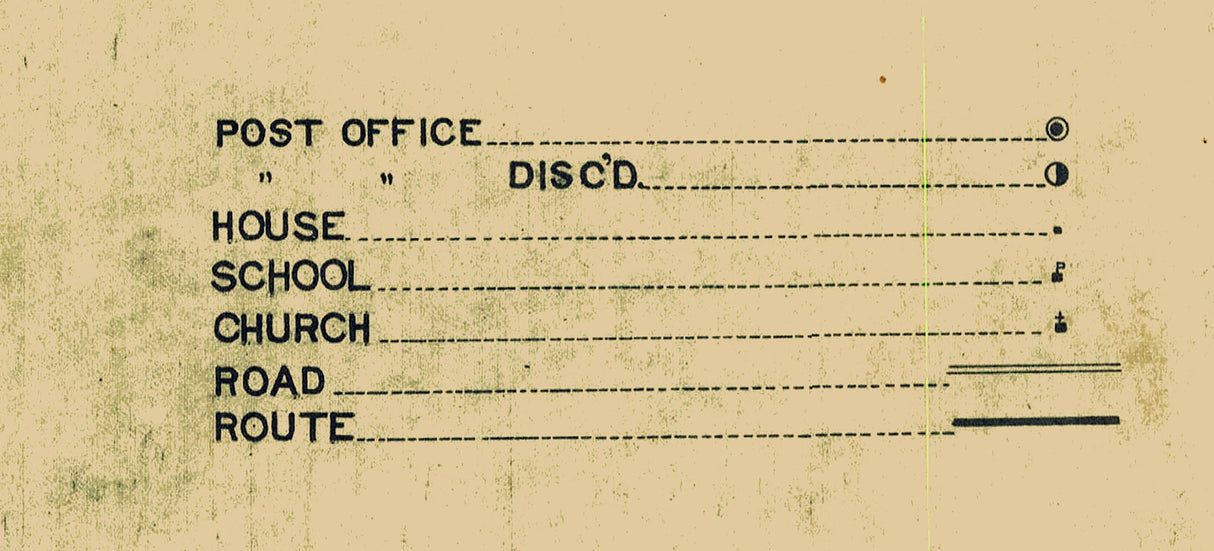 POST OFFICE
" " DISC'D.
HOUSE
SCHOOL
CHURCH
ROAD
ROUTE